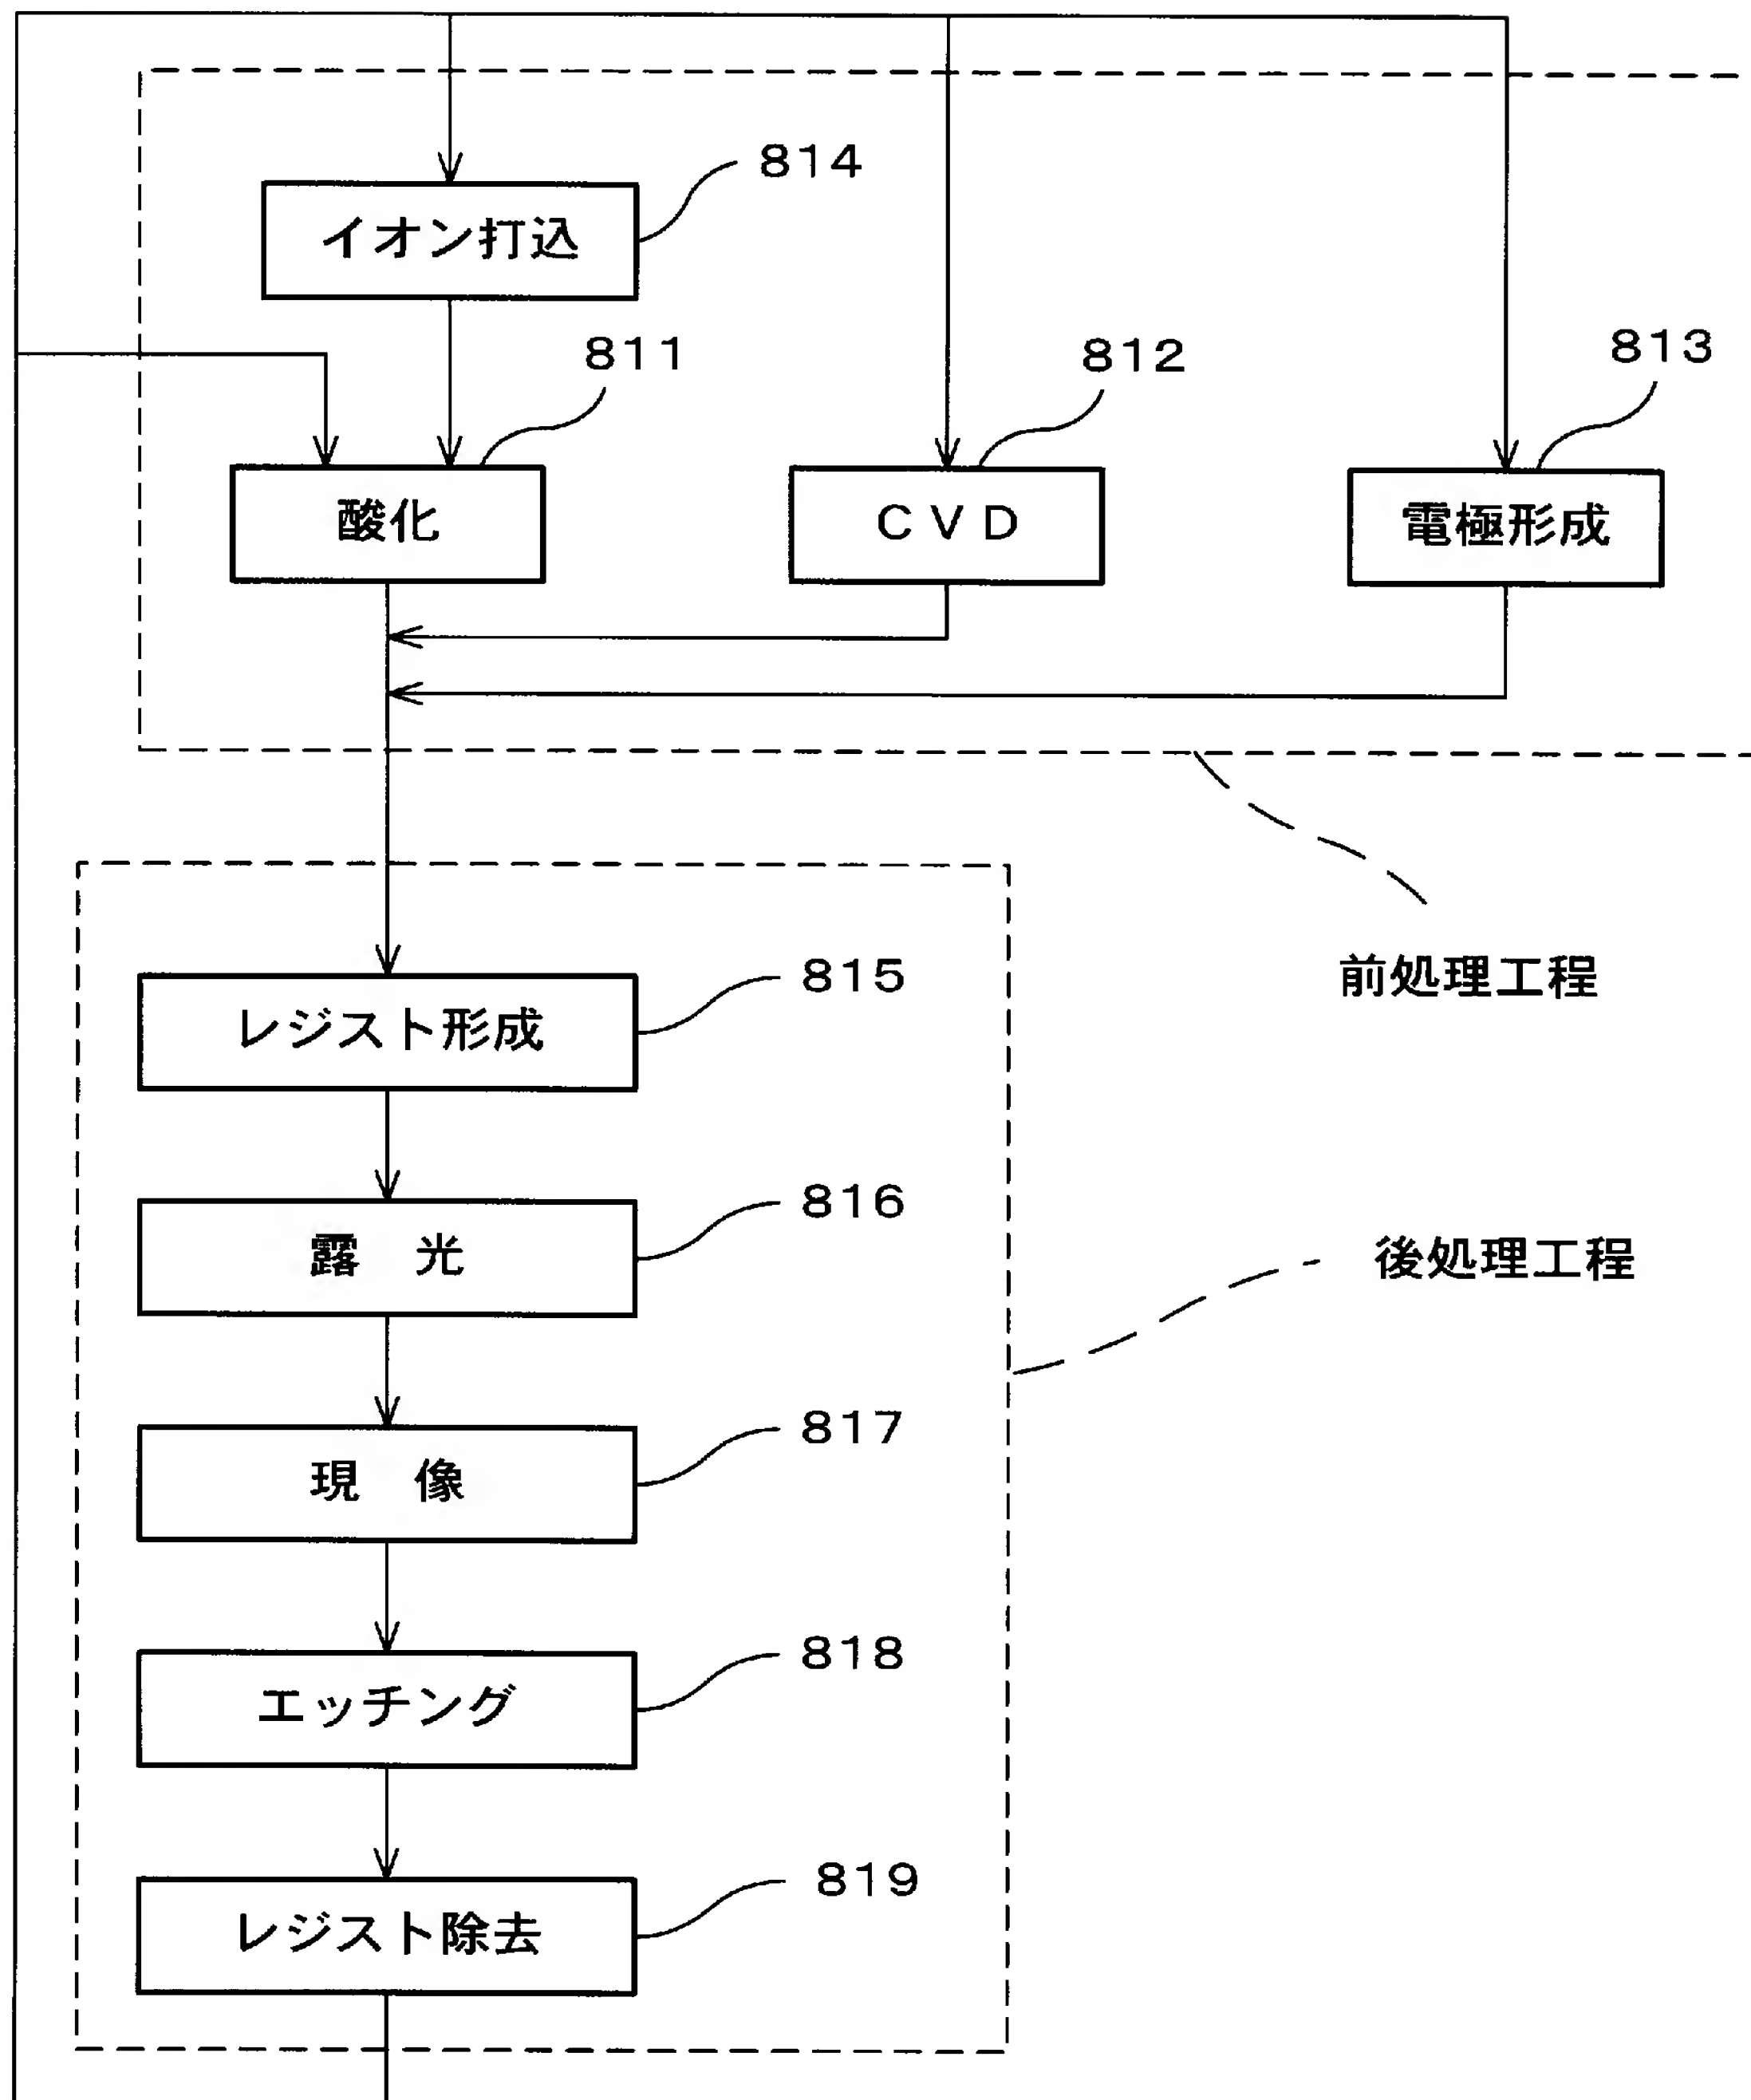 814
イオン打込
811
812
813
酸化
CVD
電極形成
前処理工程
815
レジスト形成
816
露 光
後処理工程
817
現 像
818
エッチング
819
レジスト除去